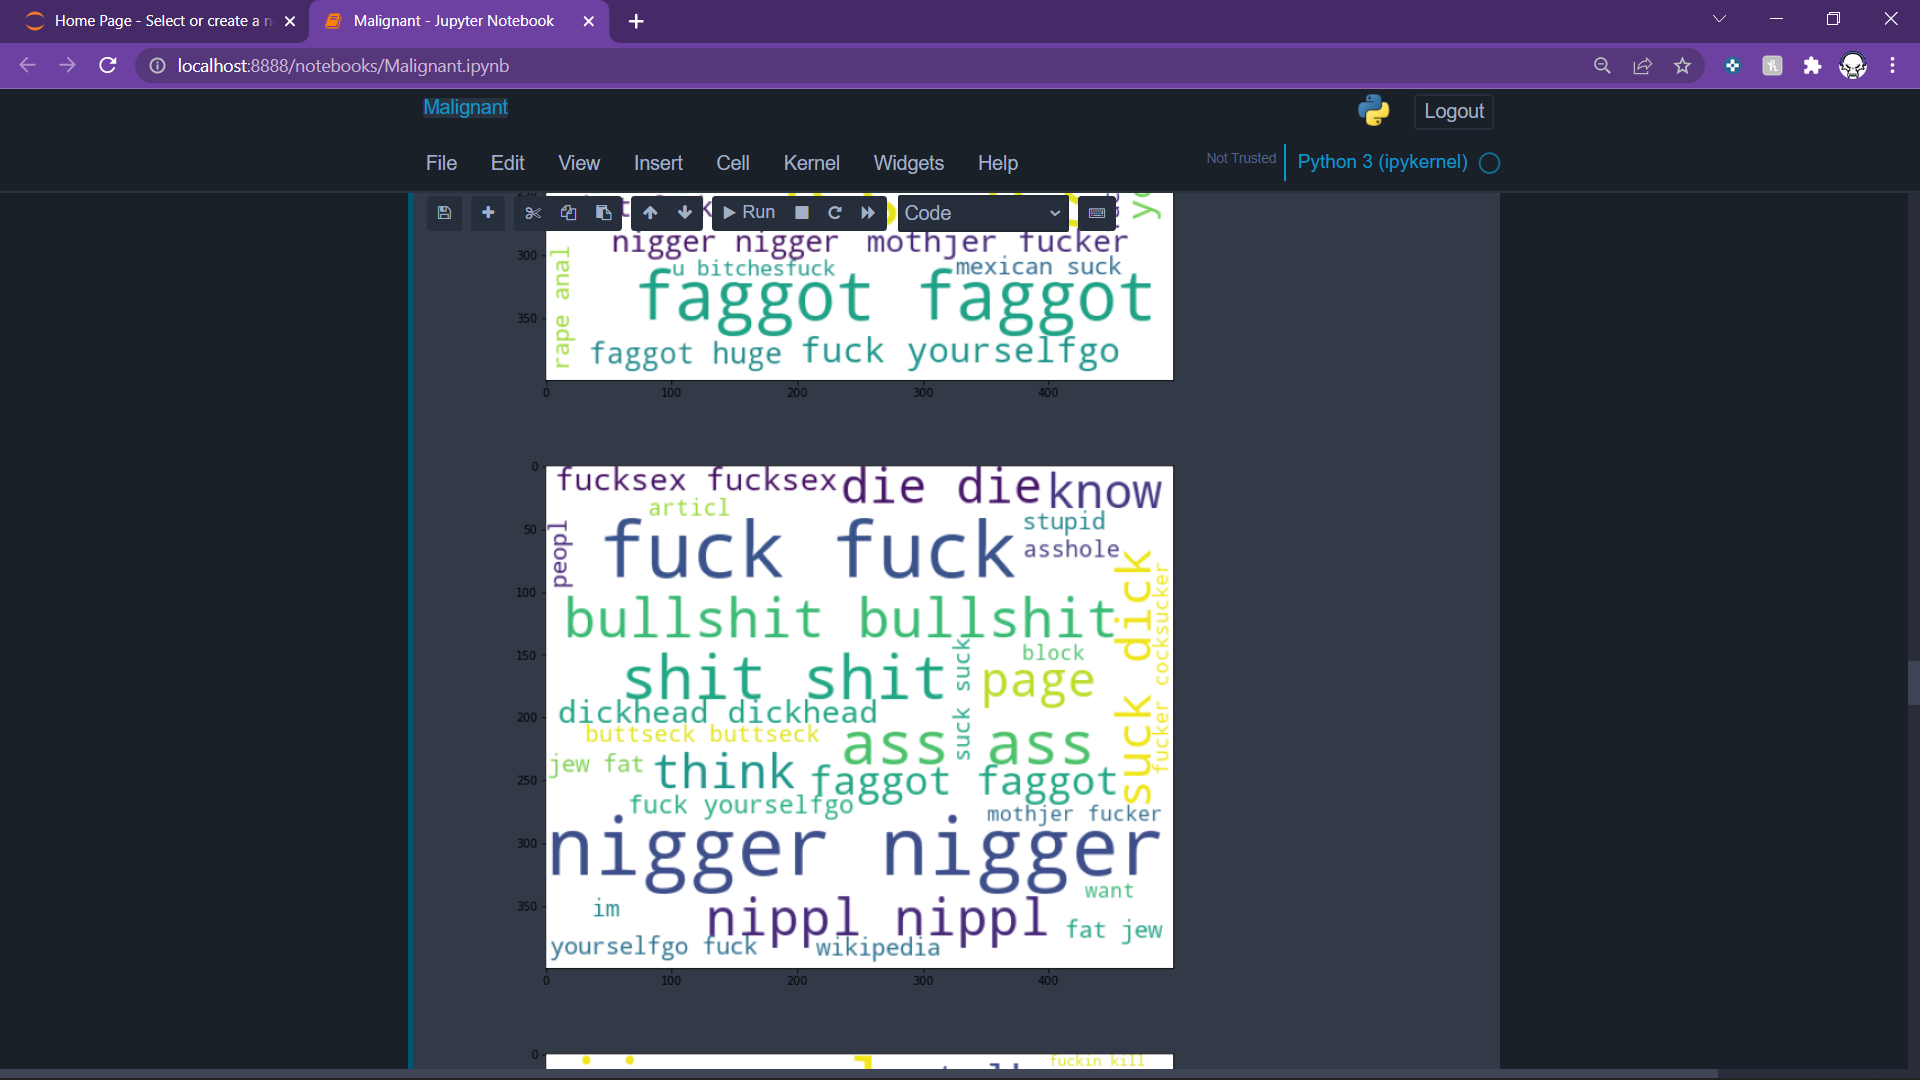 Home Page - Select or create a n
Malignant - Jupyter Notebook
localhost:8888/notebooks/Malignant.ipynb
Malignant
Logout
File Edit View Insert Cell Kernel Widgets Help
Not Trusted
Python 3 (ipykernel)
Run
Code
nigger nigger
mothjer fucker
300
u bitchesfuck
mexican suck
rape anal
faggot faggot
350
faggot huge
fuck yourselfgo
0 100 200 300 400
0
fucksex fucksex
die die
know
articl
stupid
50
peopl
fuck fuck
asshole
100
bullshit bullshit
suck dick
fucker cocksucker
150
block
shit shit
suck suck
page
200
dickhead dickhead
buttseck buttseck
ass ass
jew fat
think
250
faggot faggot
fuck yourselfgo
mothjer fucker
300
nigger nigger
want
350
im
nippl nippl
fat jew
yourselfgo fuck
wikipedia
0 100 200 300 400
0
fuckin kill